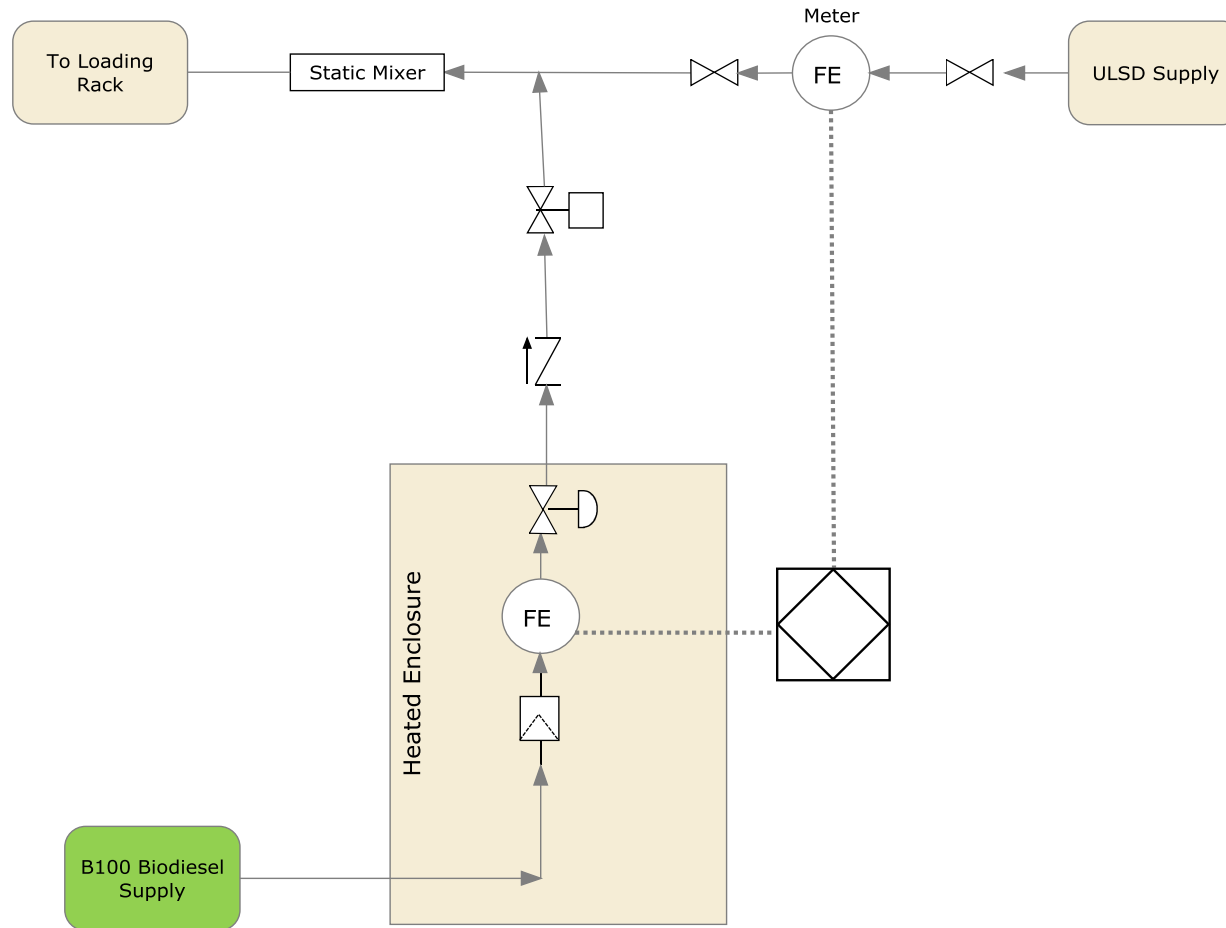 Meter
To Loading
Rack
Static Mixer
FE
ULSD Supply
Heated Enclosure
FE
B100 Biodiesel
Supply